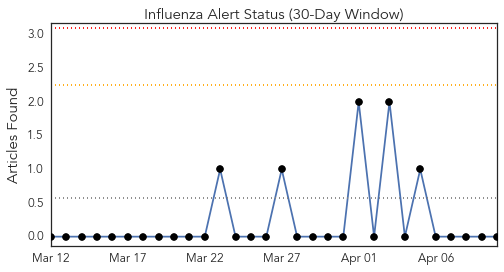 Influenza Alert Status (30-Day Window)
Articles Found
3.0
2.5
2.0
1.5
1.0
0.5
0.0
Mar 12 Mar 17 Mar 22 Mar 27 Apr 01 Apr 06